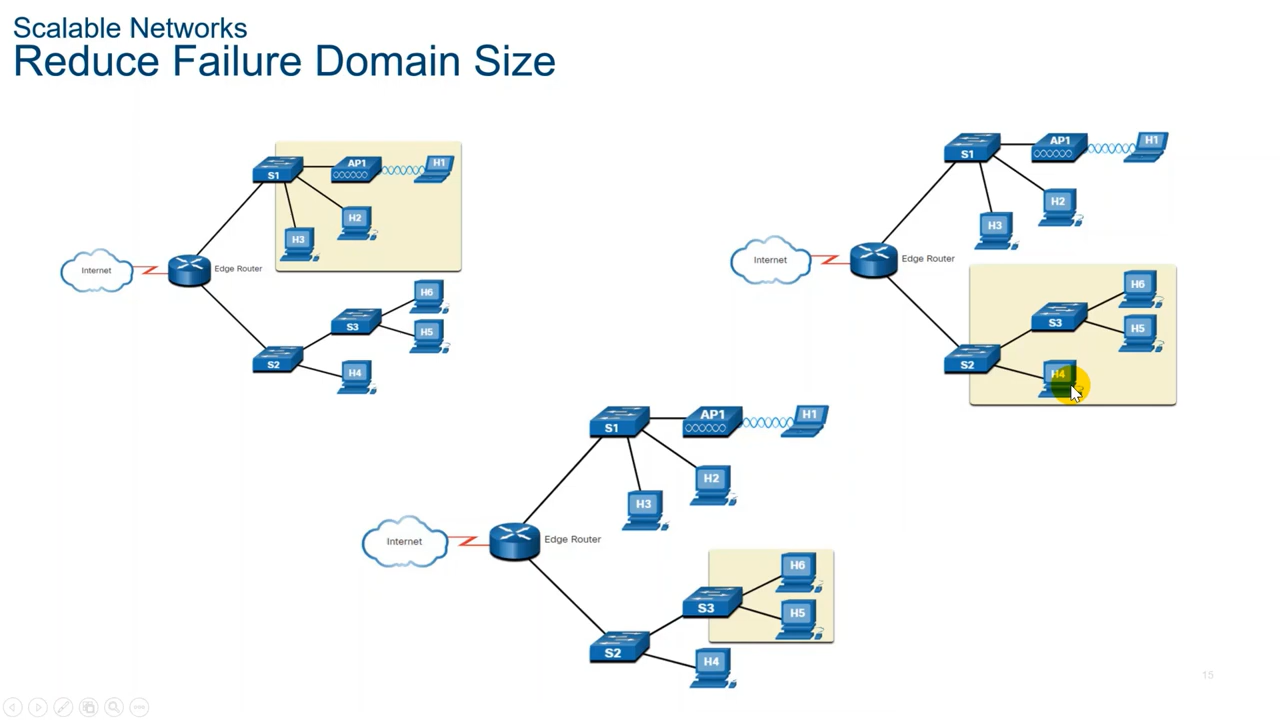 Scalable Networks
Reduce Failure Domain Size
S1
AP1
H1
H2
H3
Internet
Edge Router
H6
S3
H5
S2
H4
S1
AP1
H1
H2
H3
Internet
Edge Router
H6
S3
H5
S2
H4
S1
AP1
H1
H2
H3
Internet
Edge Router
H6
S3
H5
S2
H4
15